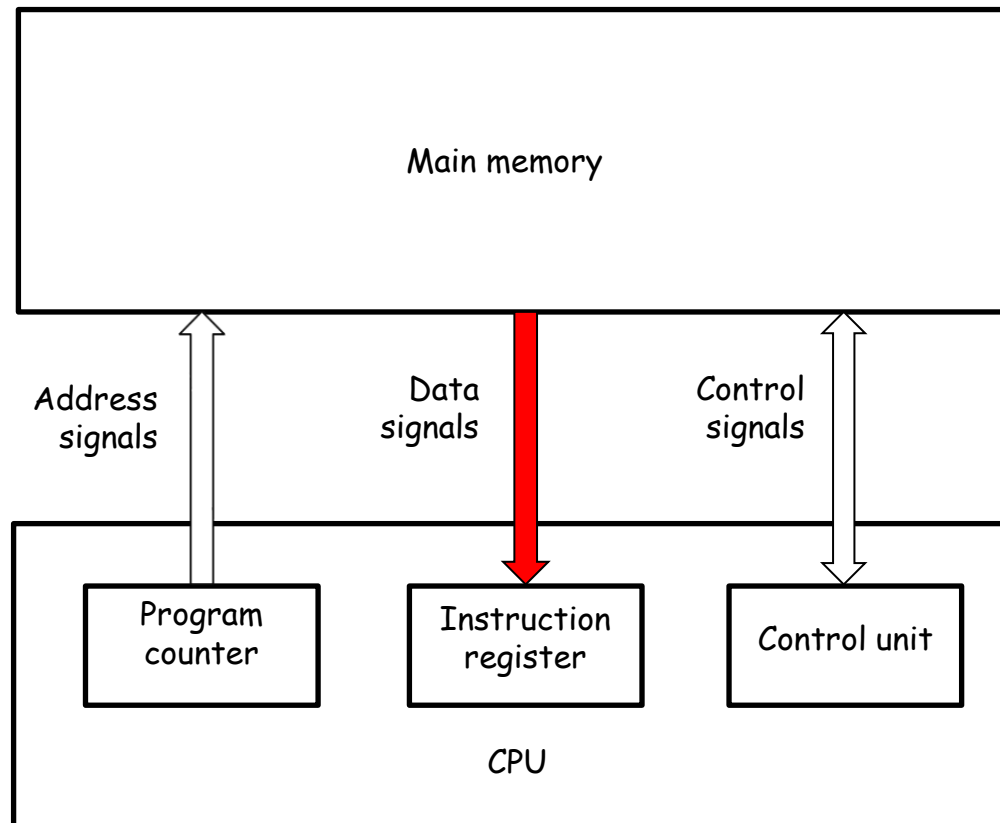 Main memory
Address
signals
Data
signals
Control
signals
Program
counter
Instruction
register
Control unit
CPU